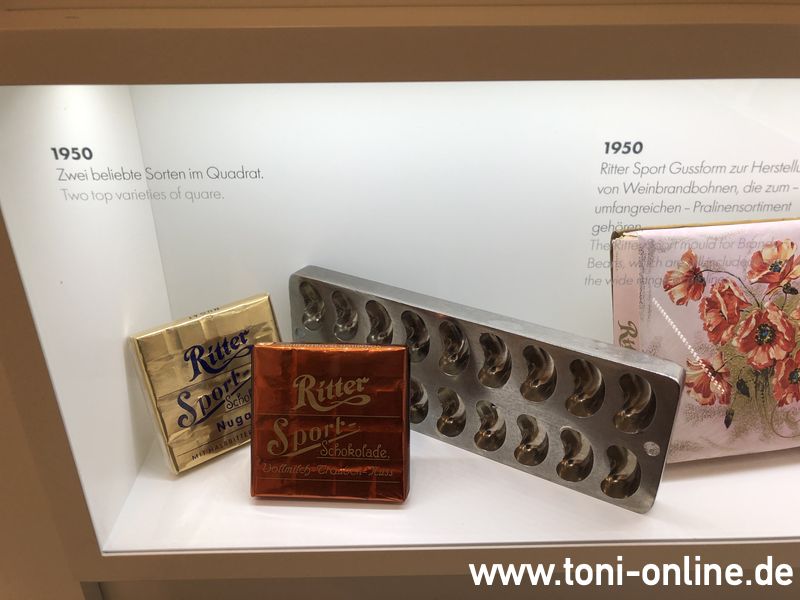 1950
Zwei beliebte Sorten im Quadrat.
Two top varieties of quare.
1950
Ritter Sport Gussform zur Herstellu
von Weinbrandbohnen, die zum –
umfangreichen – Pralinensortiment
gehören.
The Ritter Sport mould for Brand
Beans, which are
the wide range
Ritter
Sport-
Scho
Nuga
Ritter
Sport-
Schokolade.
Vollmilch-Trauben-Nuss
Ri
www.toni-online.de